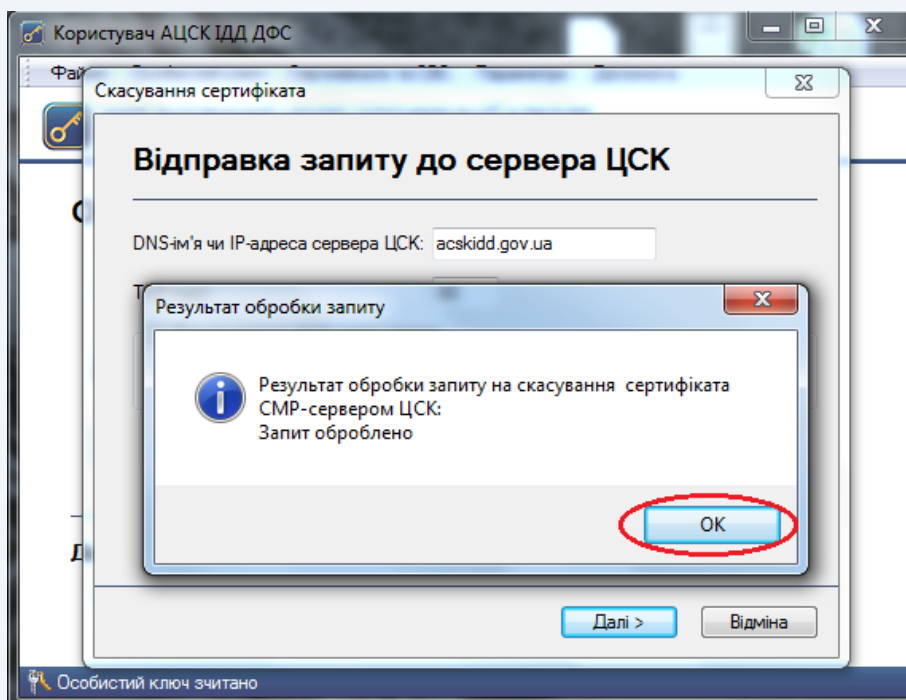 Користувач АЦСК ІДД ДФС
Скасування сертифіката
Відправка запиту до сервера ЦСК
DNS-ім'я чи IP-адреса сервера ЦСК: acskidd.gov.ua
Результат обробки запиту
Результат обробки запиту на скасування сертифіката
CMP-сервером ЦСК:
Запит оброблено
OK
Далі > Відміна
Особистий ключ зчитано